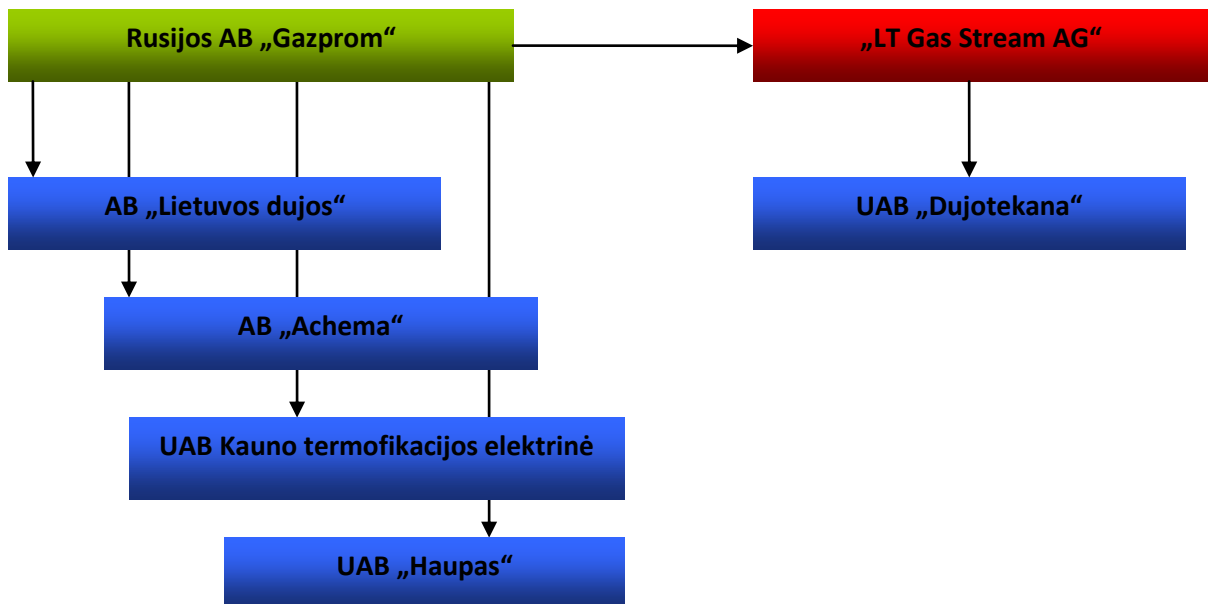 Rusijos AB „Gazprom“
„LT Gas Stream AG“
AB „Lietuvos dujos“
UAB „Dujotekana“
AB „Achema“
UAB Kauno termofikacijos elektrinė
UAB „Haupas“